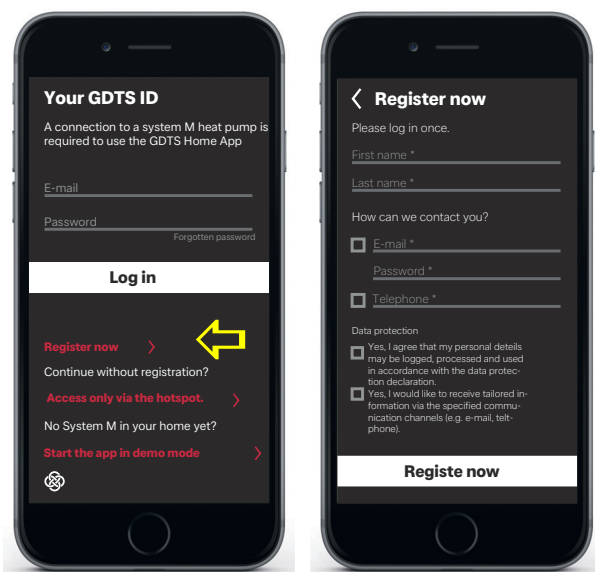 Your GDTS ID
A connection to a system M heat pump is
required to use the GDTS Home App
E-mail
Password
Forgotten password
Log in
Register now
Continue without registration?
Access only via the hotspot.
No System M in your home yet?
Start the app in demo mode
Register now
Please log in once.
First name *
Last name *
How can we contact you?
E-mail *
Password *
Telephone *
Data protection
Yes, I agree that my personal deteils
may be logged, processed and used
in accordance with the data protec-
tion declaration.
Yes, I would like to receive tailored in-
formation via the specified commu-
nication channels (e.g. e-mail, telt-
phone).
Registe now